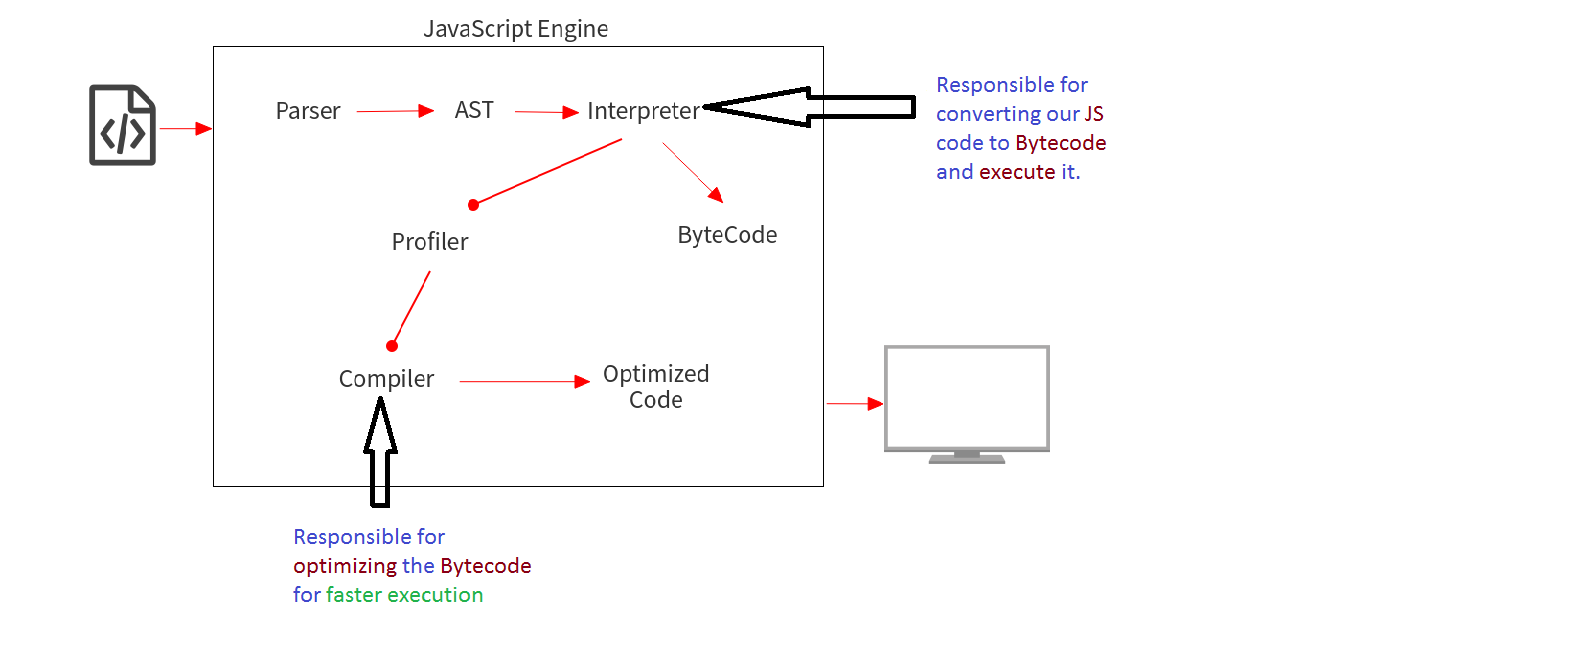 JavaScript Engine
</>
Parser
AST
Interpreter
Responsible for
converting our JS
code to Bytecode
and execute it.
Profiler
ByteCode
Compiler
Optimized
Code
Responsible for
optimizing the Bytecode
for faster execution